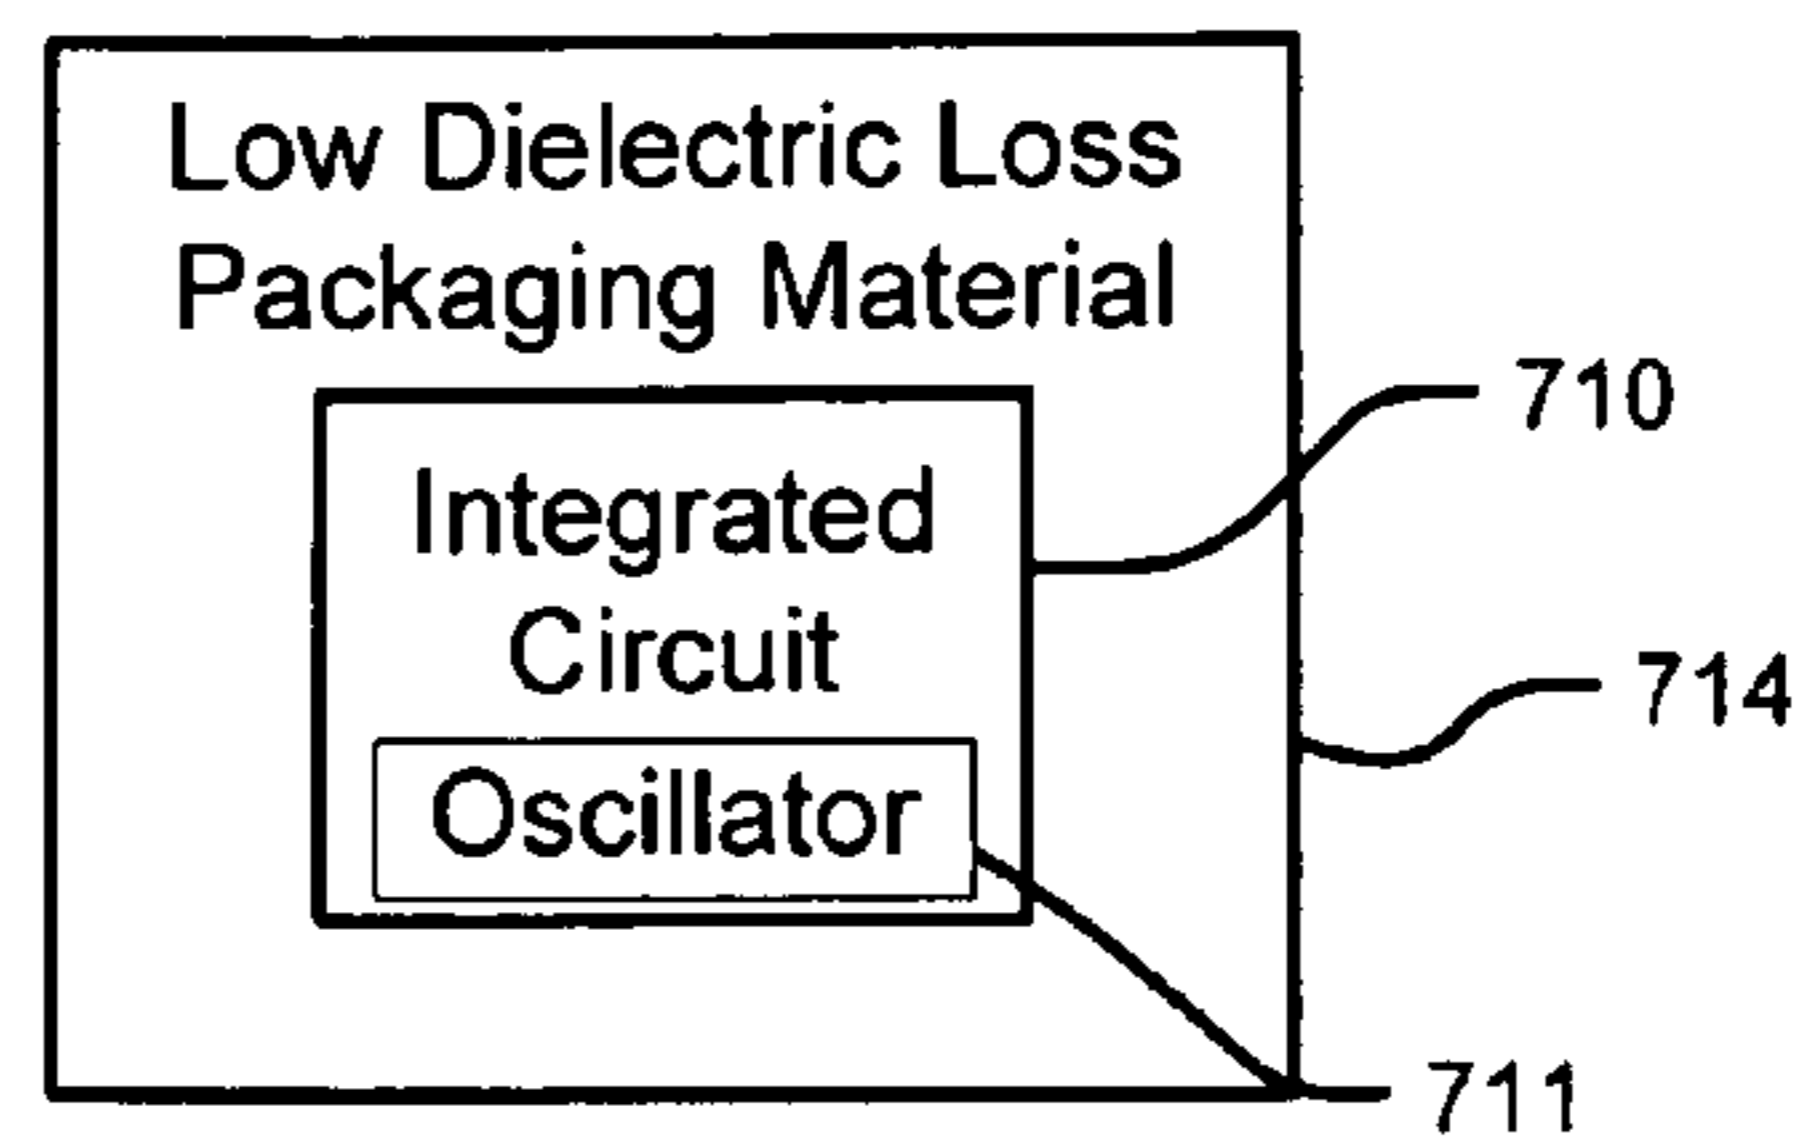 Low Dielectric Loss
Packaging Material
710
Integrated
Circuit
714
Oscillator
711